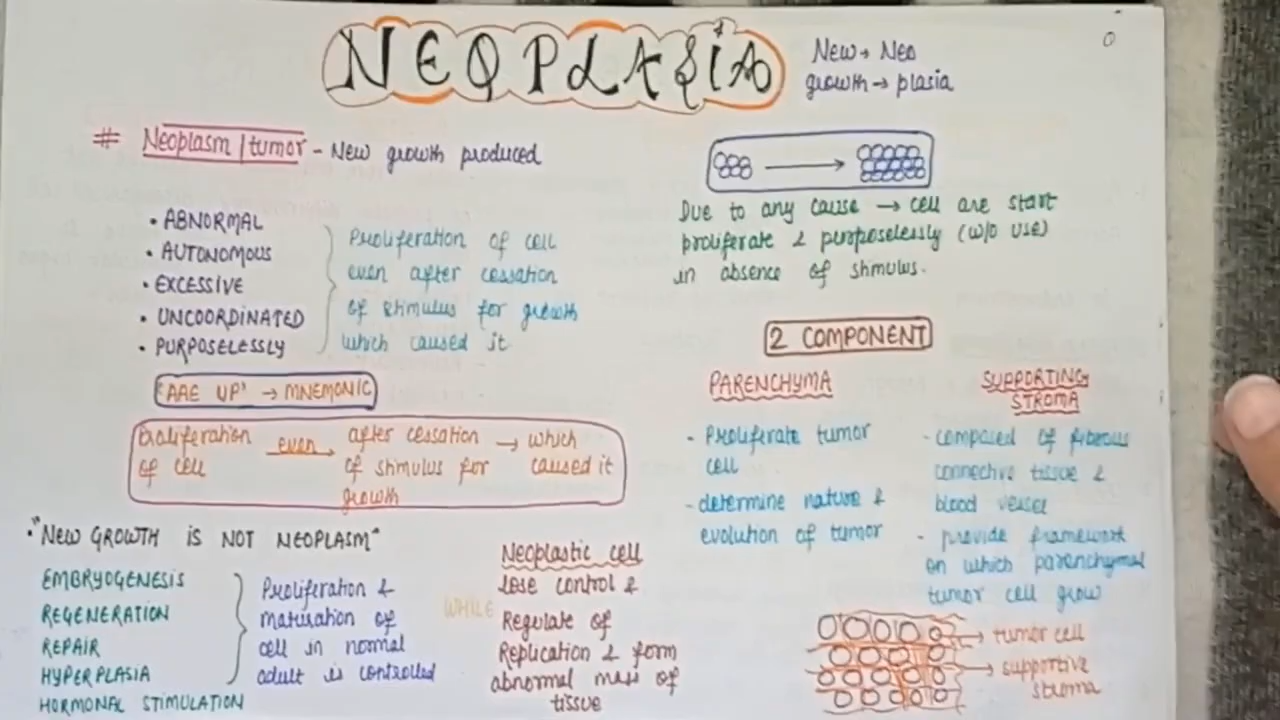 NEOPLASIA
New → Neo
growth → plasia
0
# Neoplasm/tumor - New growth produced
• ABNORMAL
• AUTONOMOUS
• EXCESSIVE
• UNCOORDINATED
• PURPOSELESSLY
Proliferation of cell
even after cessation
of stimulus for growth
which caused it
'AAE UP' → MNEMONIC
Proliferation
of cell
even
after cessation
of stimulus for
growth
→ which
caused it
• "NEW GROWTH IS NOT NEOPLASM"
EMBRYOGENESIS
REGENERATION
REPAIR
HYPERPLASIA
HORMONAL STIMULATION
Proliferation &
maturation of
cell in normal
adult is controlled
WHILE
Neoplastic cell
lose control &
Regulate of
Replication & form
abnormal mass of
tissue
Due to any cause → cell are start
proliferate & purposelessly (w/o use)
in absence of stimulus.
2 COMPONENT
PARENCHYMA
- Proliferate tumor
cell
- determine nature &
evolution of tumor
SUPPORTING
STROMA
- composed of fibrous
connective tissue &
blood vessel
- provide framework
on which parenchymal
tumor cell grow
→ tumor cell
→ supportive
stroma